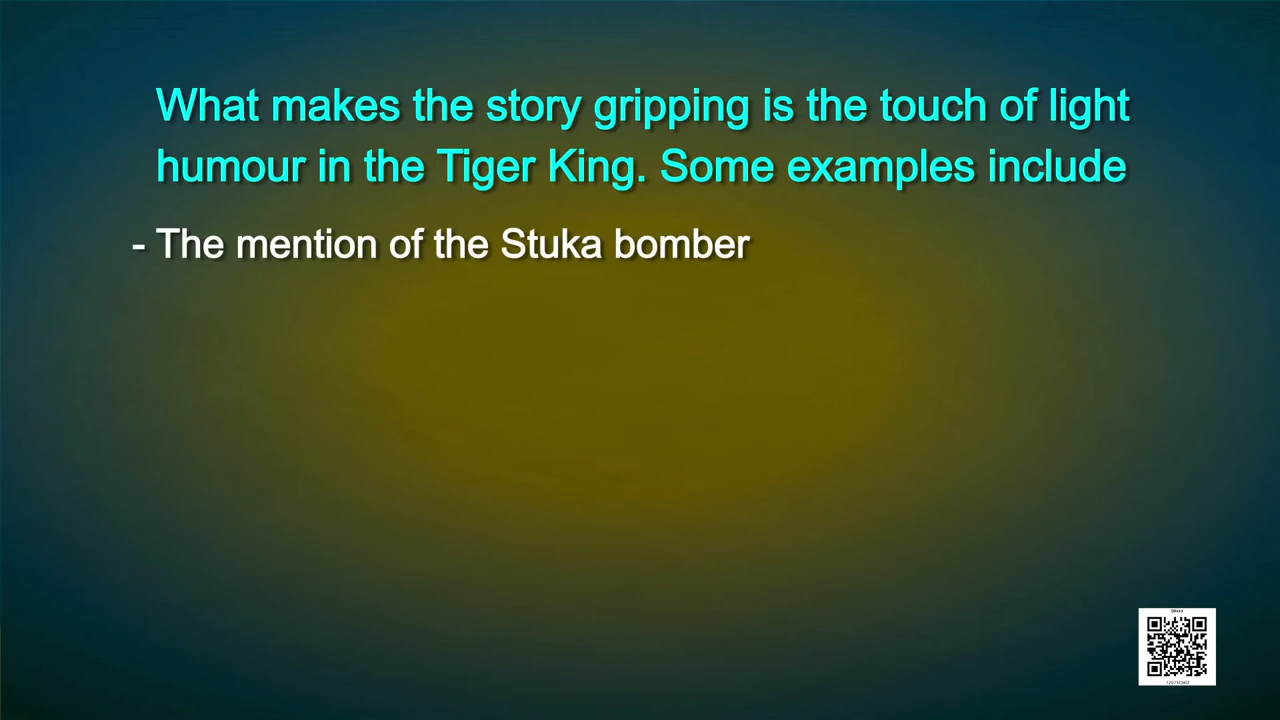 What makes the story gripping is the touch of light
humour in the Tiger King. Some examples include
- The mention of the Stuka bomber